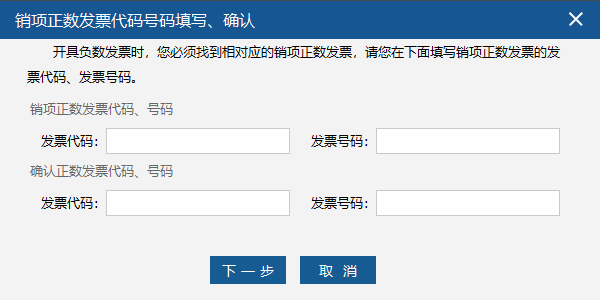 销项正数发票代码号码填写、确认
开具负数发票时，您必须找到相对应的销项正数发票，请您在下面填写销项正数发票的发
票代码、发票号码。
销项正数发票代码、号码
发票代码： 发票号码：
确认正数发票代码、号码
发票代码： 发票号码：
下一步 取 消